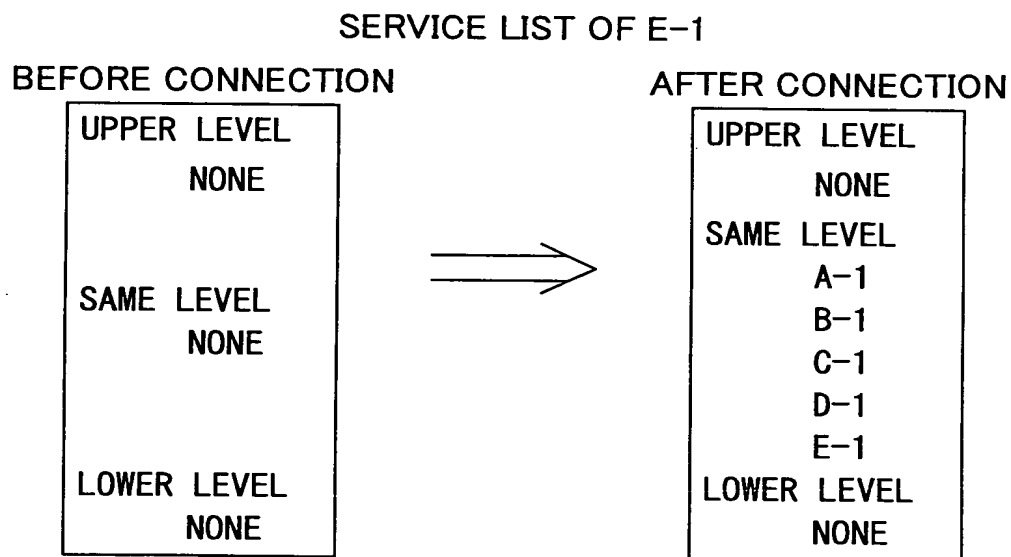 SERVICE LIST OF E-1
BEFORE CONNECTION
UPPER LEVEL
NONE
SAME LEVEL
NONE
LOWER LEVEL
NONE
AFTER CONNECTION
UPPER LEVEL
NONE
SAME LEVEL
A-1
B-1
C-1
D-1
E-1
LOWER LEVEL
NONE